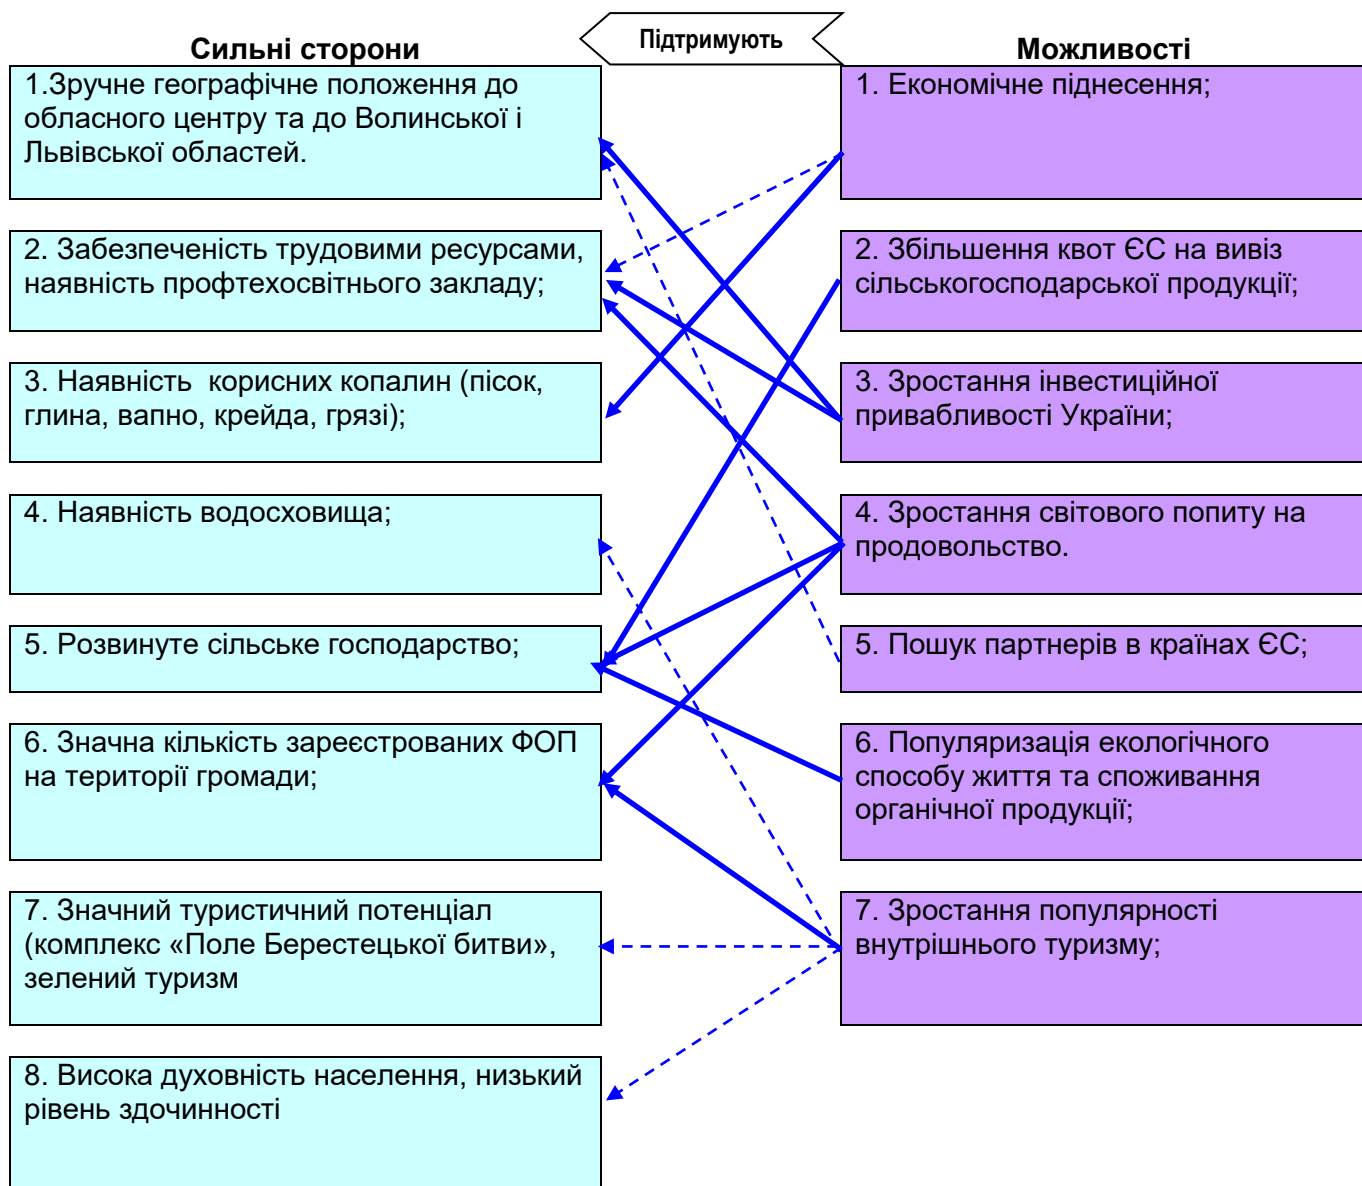 Підтримують
Сильні сторони
Можливості
1.Зручне географічне положення до
обласного центру та до Волинської і
Львівської областей.
2. Забезпеченість трудовими ресурсами,
наявність профтехосвітнього закладу;
3. Наявність корисних копалин (пісок,
глина, вапно, крейда, грязі);
4. Наявність водосховища;
5. Розвинуте сільське господарство;
6. Значна кількість зареєстрованих ФОП
на території громади;
7. Значний туристичний потенціал
(комплекс «Поле Берестецької битви»,
зелений туризм
8. Висока духовність населення, низький
рівень здочинності
1. Економічне піднесення;
2. Збільшення квот ЄС на вивіз
сільськогосподарської продукції;
3. Зростання інвестиційної
привабливості України;
4. Зростання світового попиту на
продовольство.
5. Пошук партнерів в країнах ЄС;
6. Популяризація екологічного
способу життя та споживання
органічної продукції;
7. Зростання популярності
внутрішнього туризму;